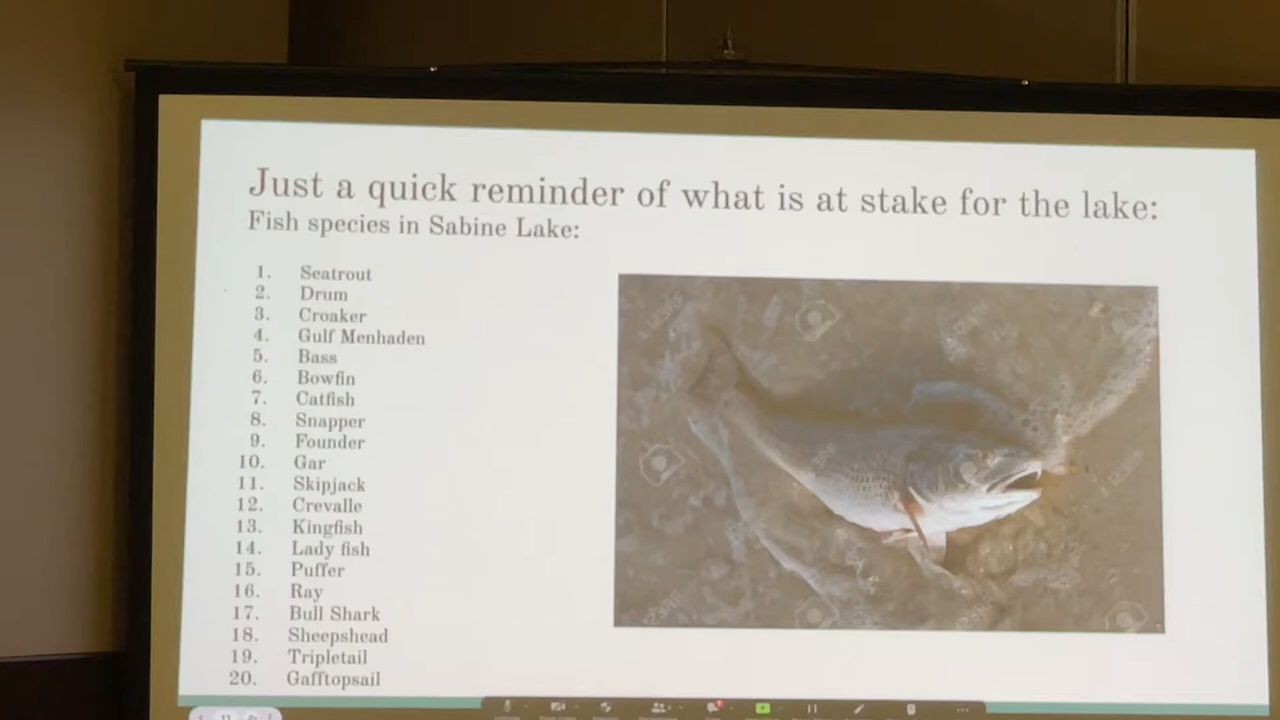 Just a quick reminder of what is at stake for the lake:
Fish species in Sabine Lake:
1. Seatrout
2. Drum
3. Croaker
4. Gulf Menhaden
5. Bass
6. Bowfin
7. Catfish
8. Snapper
9. Founder
10. Gar
11. Skipjack
12. Crevalle
13. Kingfish
14. Lady fish
15. Puffer
16. Ray
17. Bull Shark
18. Sheepshead
19. Tripletail
20. Gafftopsail